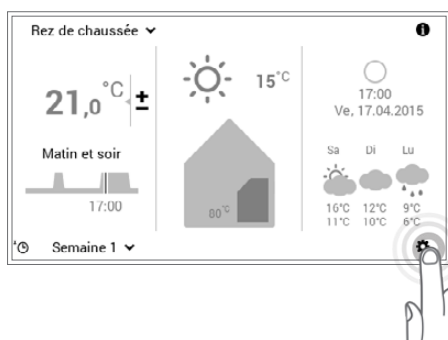 Rez de chaussée
21,0 °C ±
Matin et soir
17:00
Semaine 1
15°C
80°C
17:00
Ve, 17.04.2015
Sa Di Lu
16°C 12°C 9°C
11°C 10°C 6°C